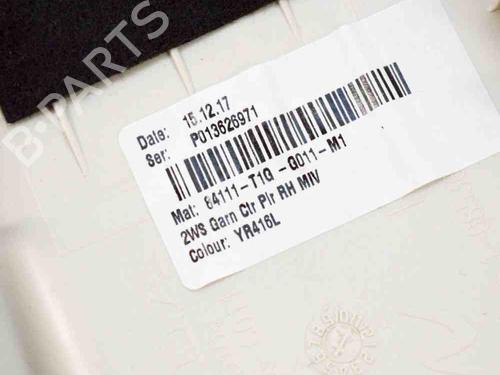 B-PARTS
Date: 15.12.17
Ser: P013626971
Mat: 84111-T1G -G011-M1
2WS Garn Ctr Plr RH MIV
Colour: YR416L